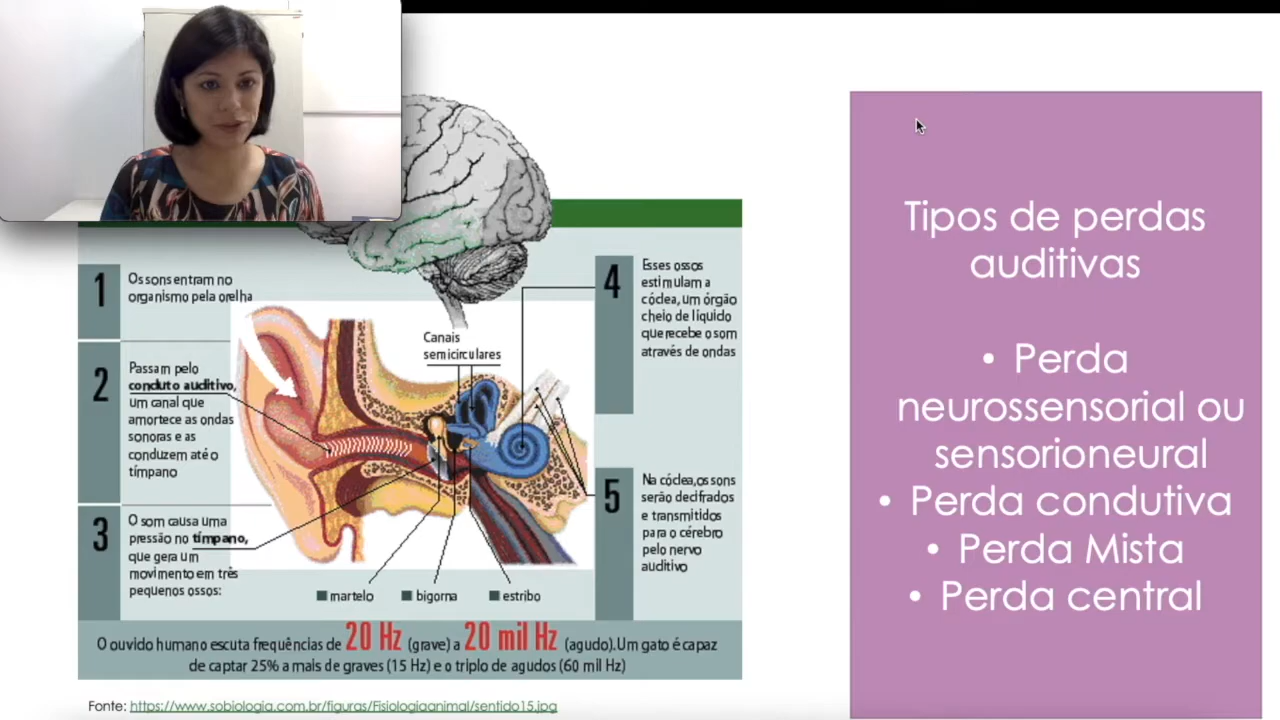 1
Os sons entram no
organismo pela orelha
2
Passam pelo
conduto auditivo,
um canal que
amortece as ondas
sonoras e as
conduzem até o
tímpano
3
O som causa uma
pressão no tímpano,
que gera um
movimento em três
pequenos ossos:
Canais
semicirculares
martelo
bigorna
estribo
4
Esses ossos
estimulam a
cóclea, um órgão
cheio de líquido
que recebe o som
através de ondas
5
Na cóclea, os sons
serão decifrados
e transmitidos
para o cérebro
pelo nervo
auditivo
O ouvido humano escuta frequências de 20 Hz (grave) a 20 mil Hz (agudo). Um gato é capaz
de captar 25% a mais de graves (15 Hz) e o triplo de agudos (60 mil Hz)
Fonte: https://www.sobiologia.com.br/figuras/Fisiologiaanimal/sentido15.jpg
Tipos de perdas
auditivas
• Perda
neurossensorial ou
sensorioneural
• Perda condutiva
• Perda Mista
• Perda central